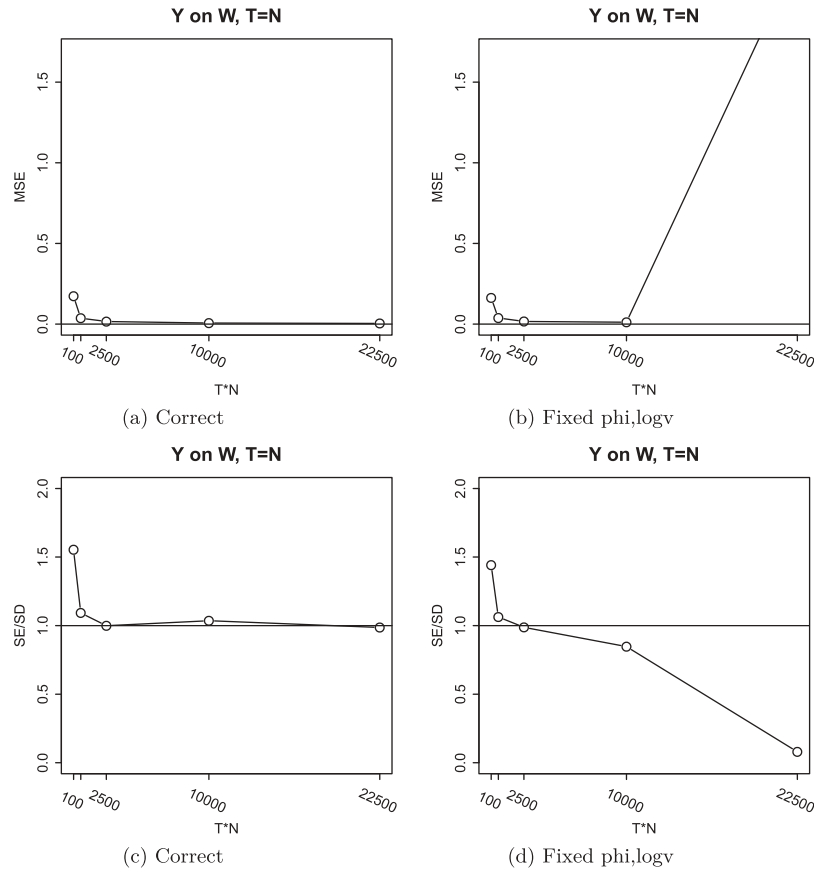 Y on W, T=N
MSE
0.0
0.5
1.0
1.5
100
2500
10000
22500
T*N
(a) Correct
Y on W, T=N
MSE
0.0
0.5
1.0
1.5
100
2500
10000
22500
T*N
(b) Fixed phi,logv
Y on W, T=N
SE/SD
0.0
0.5
1.0
1.5
2.0
100
2500
10000
22500
T*N
(c) Correct
Y on W, T=N
SE/SD
0.0
0.5
1.0
1.5
2.0
100
2500
10000
22500
T*N
(d) Fixed phi,logv